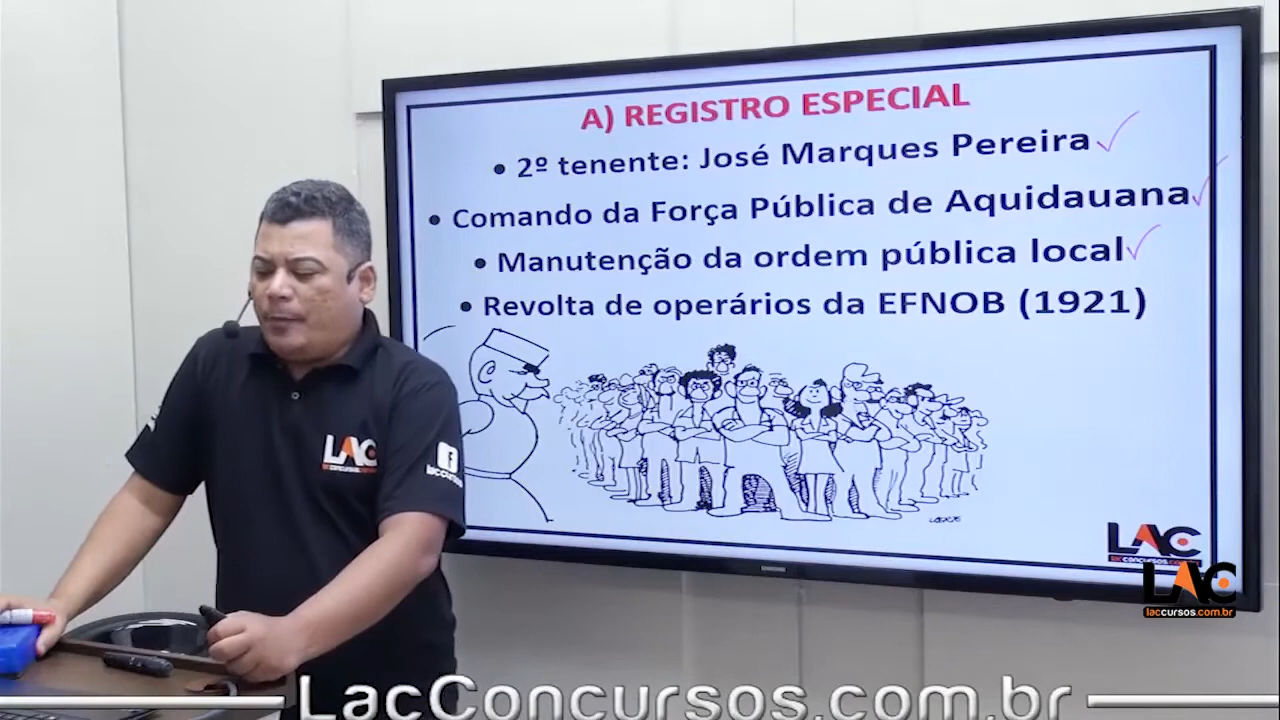 A) REGISTRO ESPECIAL
• 2º tenente: José Marques Pereira
• Comando da Força Pública de Aquidauana
• Manutenção da ordem pública local
• Revolta de operários da EFNOB (1921)
LAC
LAC
laccursos.com.br
LAC
f
LacConcursos.com.br